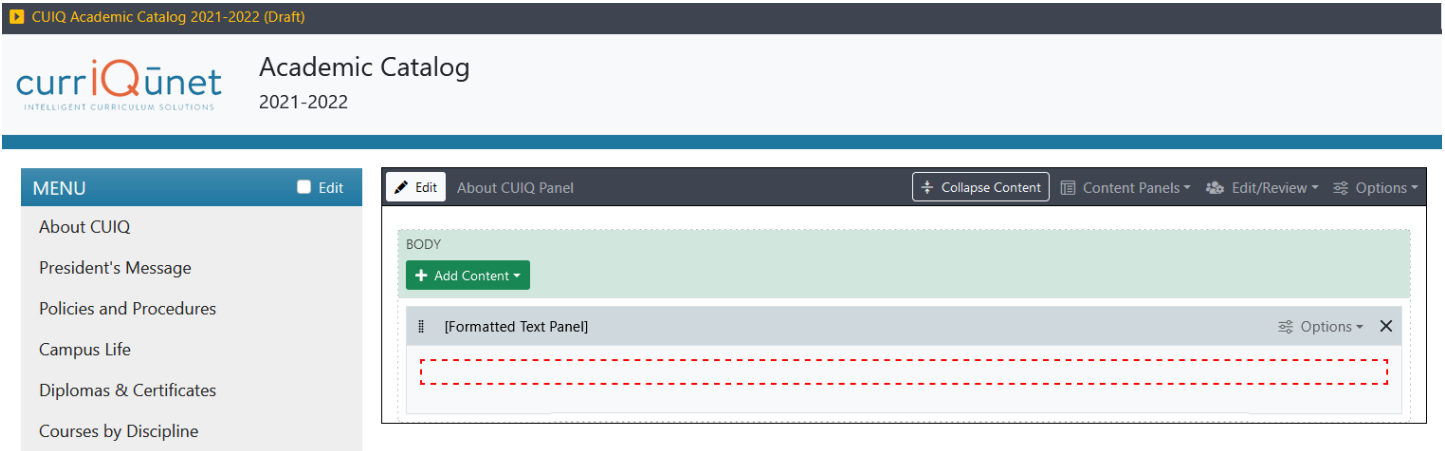 CUIQ Academic Catalog 2021-2022 (Draft)
currIQūnet
INTELLIGENT CURRICULUM SOLUTIONS
Academic Catalog
2021-2022
MENU Edit
About CUIQ
President's Message
Policies and Procedures
Campus Life
Diplomas & Certificates
Courses by Discipline
Edit About CUIQ Panel Collapse Content Content Panels Edit/Review Options
BODY
Add Content
[Formatted Text Panel] Options